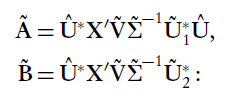 Ã = Û*X′ṼΣ̃⁻¹Ũ₁*Û,
B̃ = Û*X′ṼΣ̃⁻¹Ũ₂* :